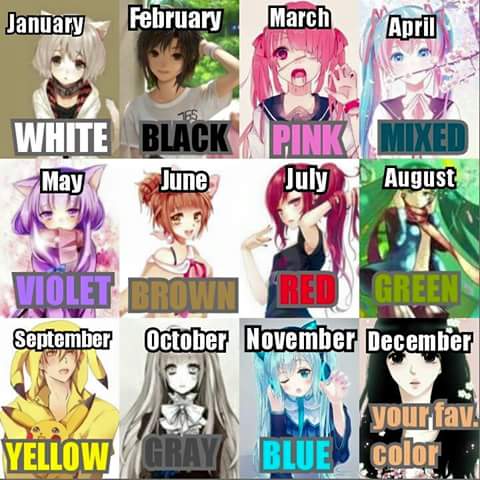 January
February
March
April
WHITE
BLACK
PINK
MIXED
May
June
July
August
VIOLET
BROWN
RED
GREEN
September
October
November
December
YELLOW
GRAY
BLUE
your fav.
color